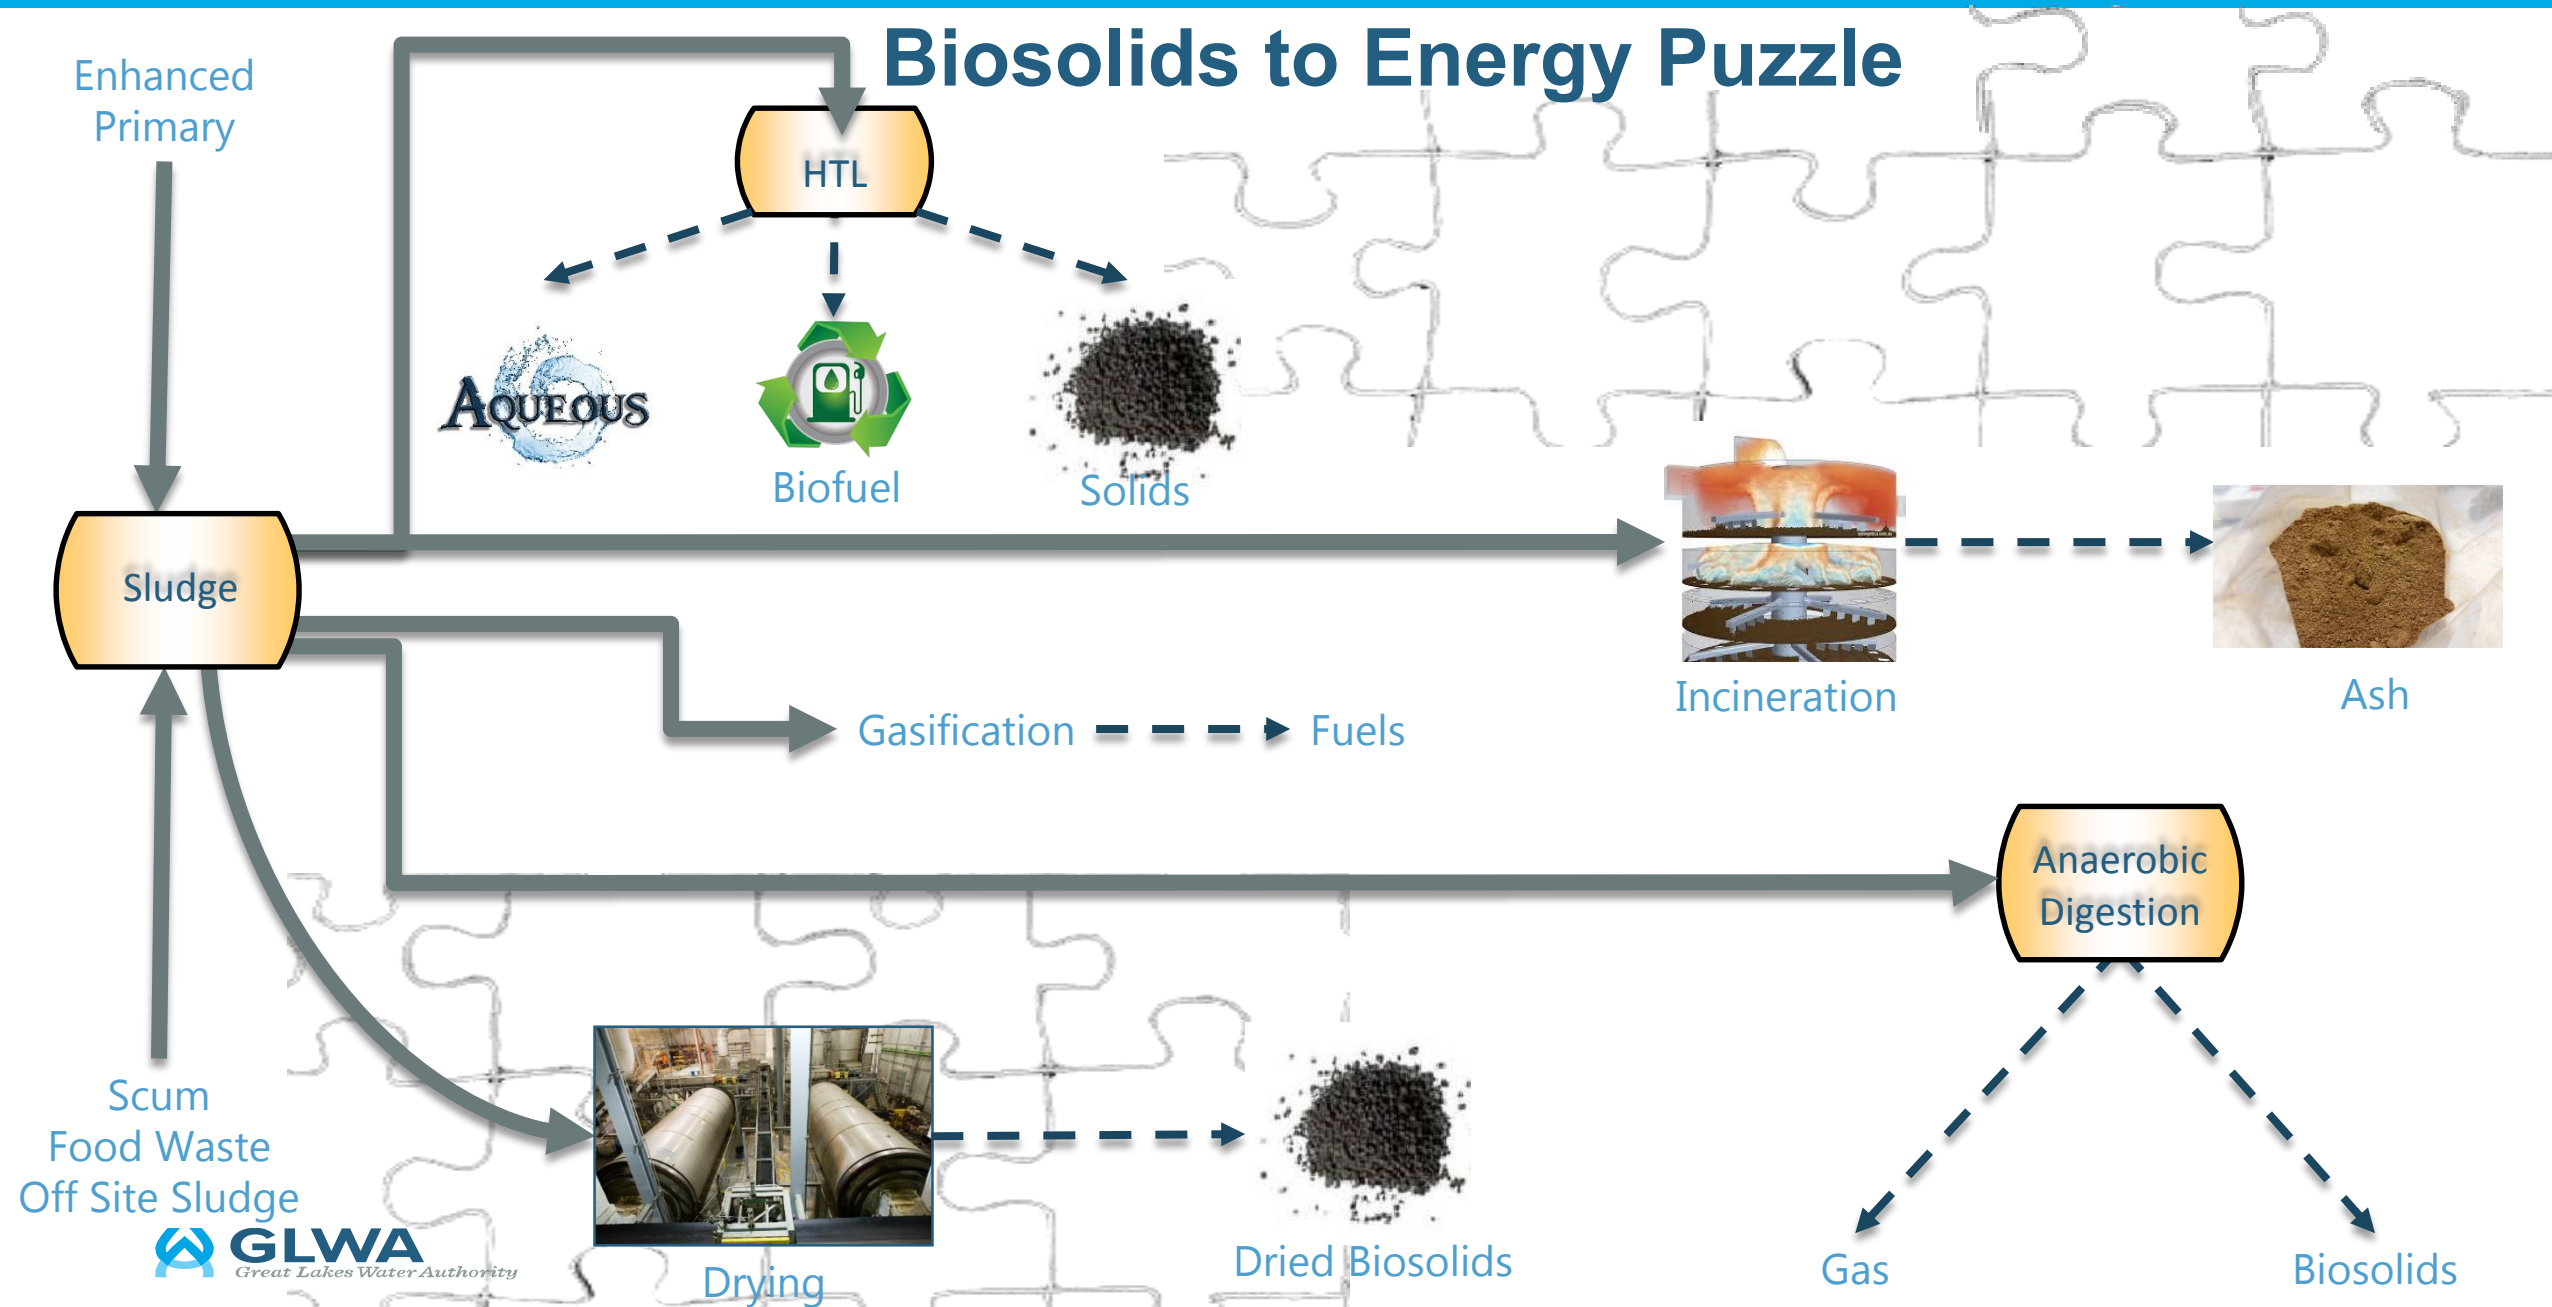 Biosolids to Energy Puzzle
Enhanced
Primary
HTL
AQUEOUS
Biofuel
Solids
Sludge
Incineration
Ash
Gasification
Fuels
Anaerobic
Digestion
Scum
Food Waste
Off Site Sludge
Drying
Dried Biosolids
Gas
Biosolids
GLWA
Great Lakes Water Authority